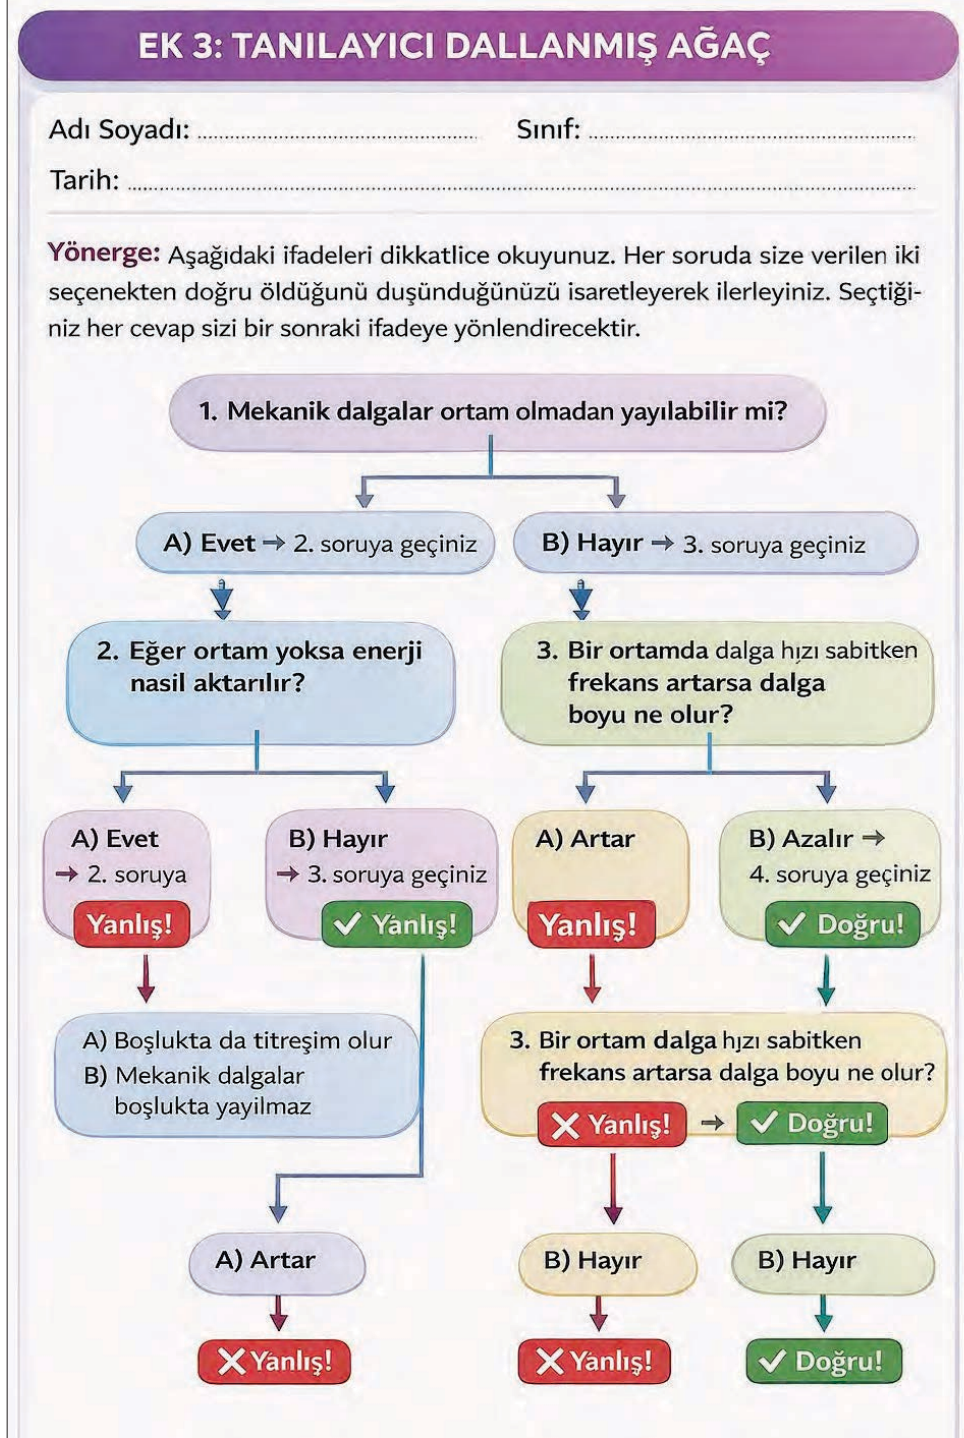 EK 3: TANILAYICI DALLANMIŞ AĞAÇ
Adı Soyadı: ........................................ Sınıf: ........................................
Tarih: ........................................
Yönerge: Aşağıdaki ifadeleri dikkatlice okuyunuz. Her soruda size verilen iki
seçenekten doğru öldüğünü duşünduğünüzü isaretleyerek ilerleyiniz. Seçtiği-
niz her cevap sizi bir sonraki ifadeye yönlendirecektir.
1. Mekanik dalgalar ortam olmadan yayılabilir mi?
A) Evet → 2. soruya geçiniz
B) Hayır → 3. soruya geçiniz
2. Eğer ortam yoksa enerji
nasil aktarılır?
3. Bir ortamda dalga hızı sabitken
frekans artarsa dalga
boyu ne olur?
A) Evet
→ 2. soruya
Yanlış!
B) Hayır
→ 3. soruya geçiniz
✓ Yanlış!
A) Artar
Yanlış!
B) Azalır →
4. soruya geçiniz
✓ Doğru!
A) Boşlukta da titreşim olur
B) Mekanik dalgalar
boşlukta yayilmaz
3. Bir ortam dalga hızı sabitken
frekans artarsa dalga boyu ne olur?
✕ Yanlış! → ✓ Doğru!
A) Artar
✕ Yanlış!
B) Hayır
✕ Yanlış!
B) Hayır
✓ Doğru!